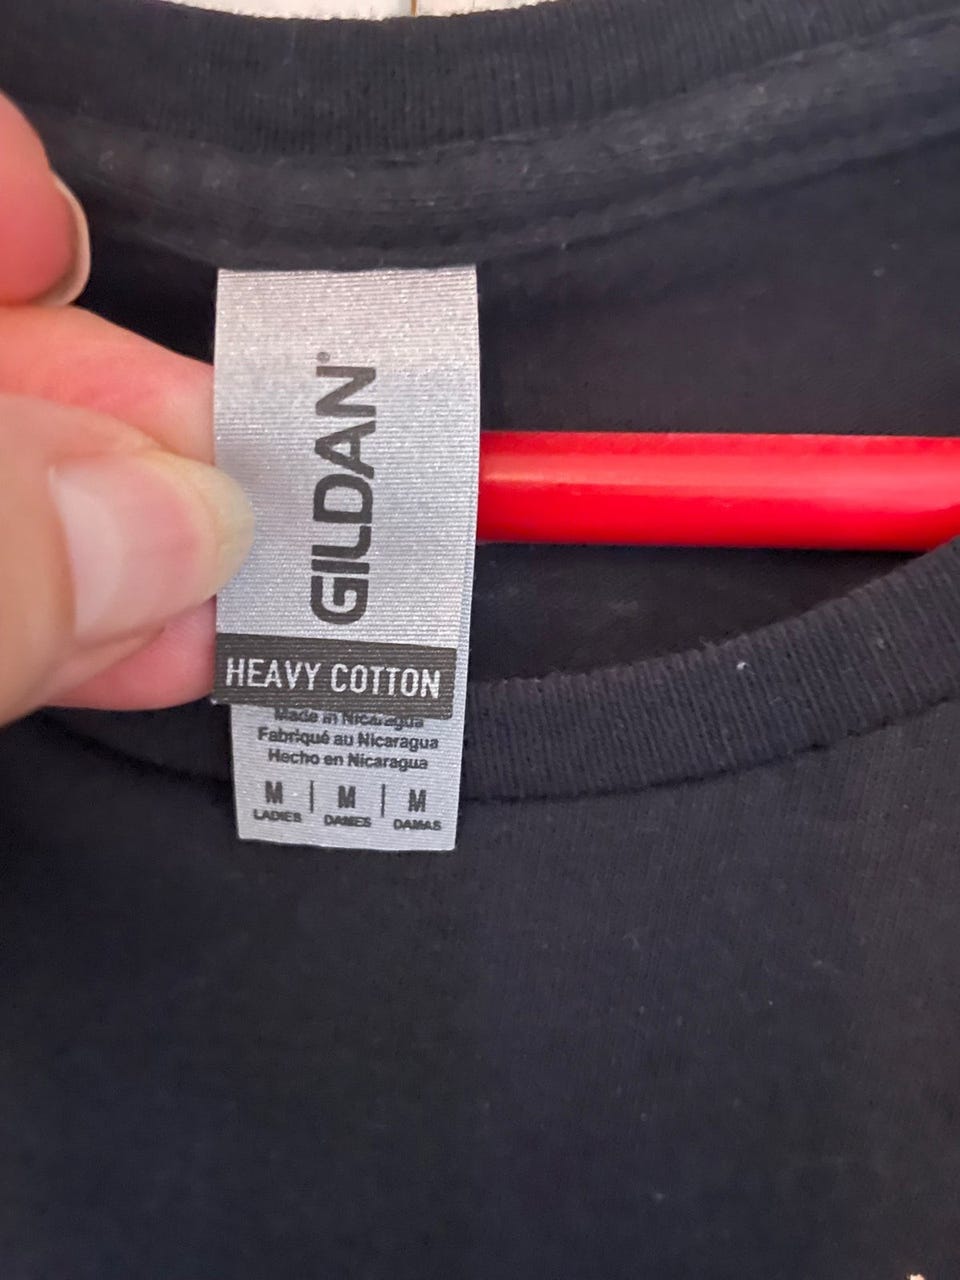 GILDAN®
HEAVY COTTON
Made in Nicaragua
Fabriqué au Nicaragua
Hecho en Nicaragua
M | M | M
LADIES DAMES DAMAS